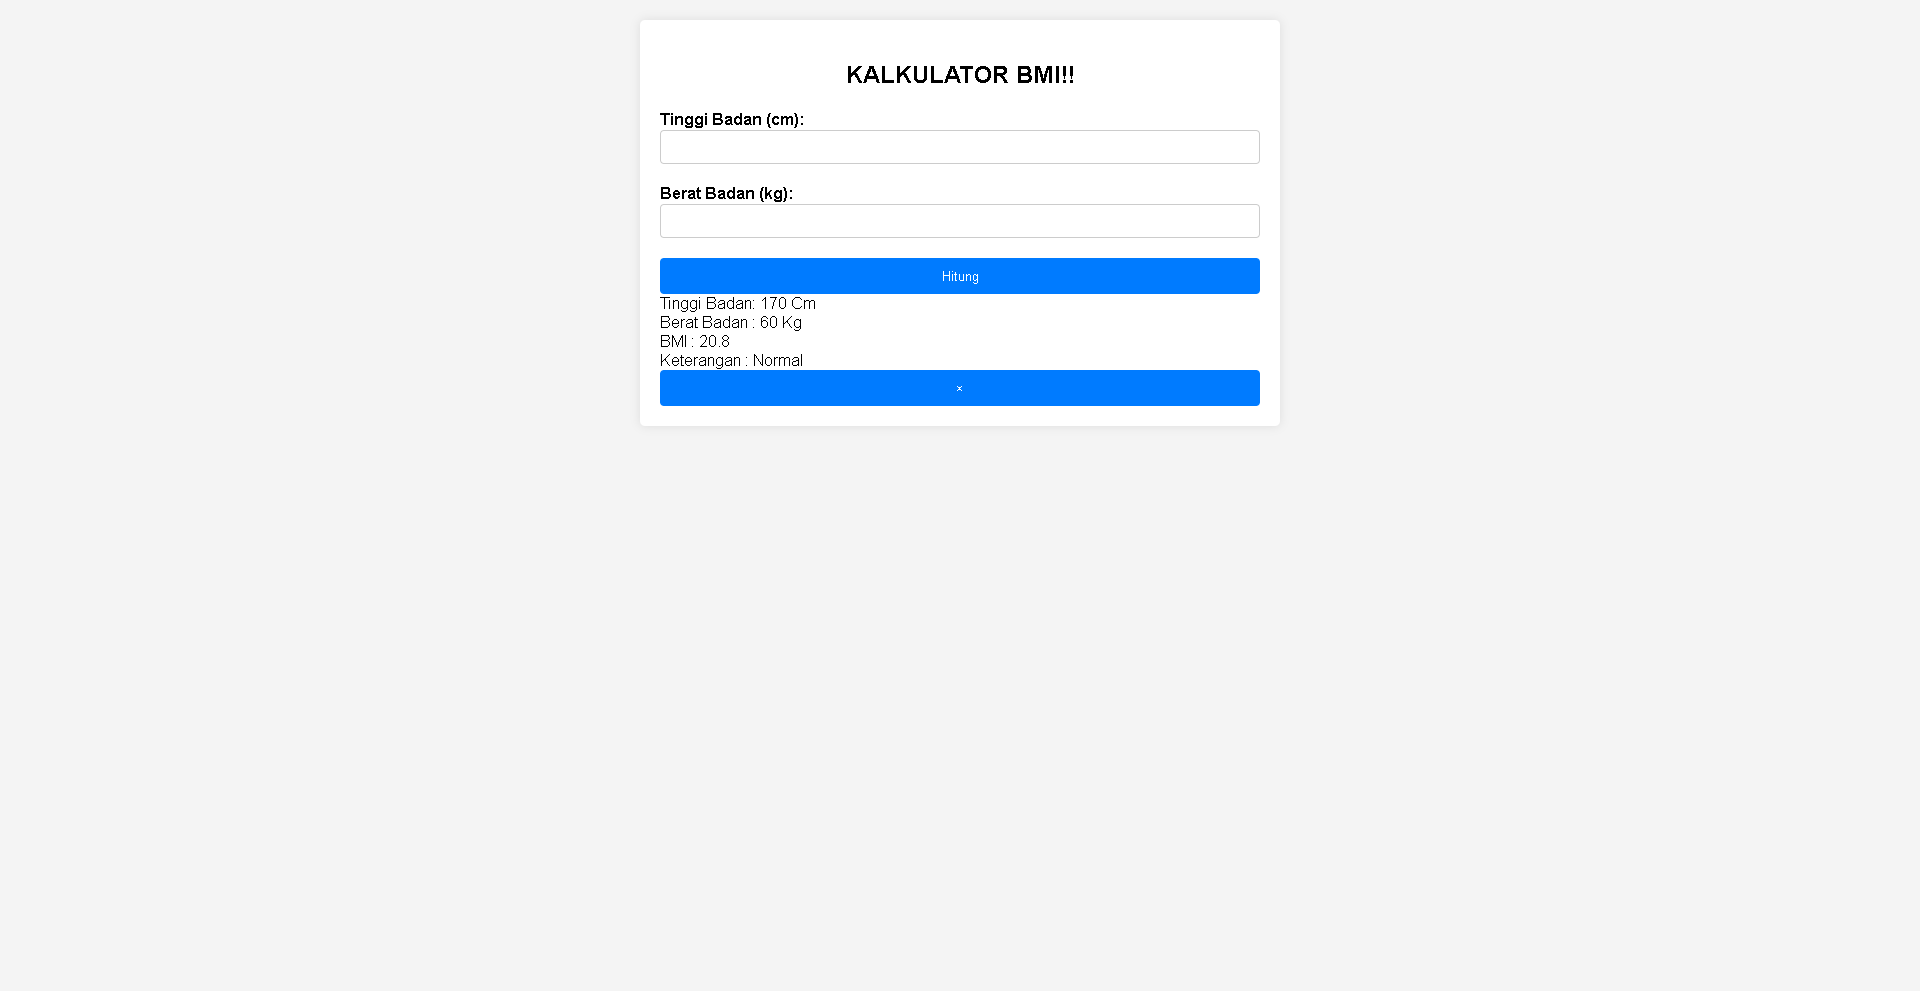 KALKULATOR BMI!!
Tinggi Badan (cm):
Berat Badan (kg):
Hitung
Tinggi Badan: 170 Cm
Berat Badan : 60 Kg
BMI : 20.8
Keterangan : Normal
×